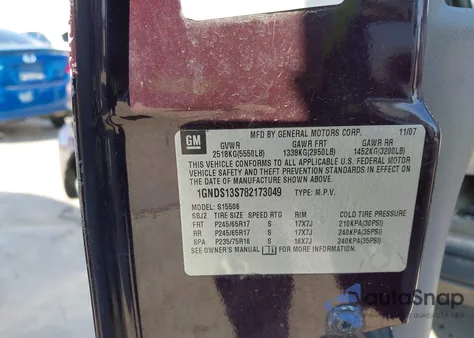 MFD BY GENERAL MOTORS CORP. 11/07
GM GVWR GAWR FRT GAWR RR
2518KG(5550LB) 1338KG(2950LB) 1452KG(3200LB)
THIS VEHICLE CONFORMS TO ALL APPLICABLE U.S. FEDERAL MOTOR
VEHICLE SAFETY AND THEFT PREVENTION STANDARDS IN EFFECT ON
THE DATE OF MANUFACTURE SHOWN ABOVE.
1GNDS13S782173049 TYPE: M.P.V.
MODEL: S15506
SBJ2 TIRE SIZE SPEED RTG RIM COLD TIRE PRESSURE
FRT P245/65R17 S 17X7J 210KPA(30PSI)
RR P245/65R17 S 17X7J 240KPA(35PSI)
SPA P235/75R16 S 16X7J 240KPA(35PSI)
SEE OWNER'S MANUAL FOR MORE INFORMATION.
AutaSnap